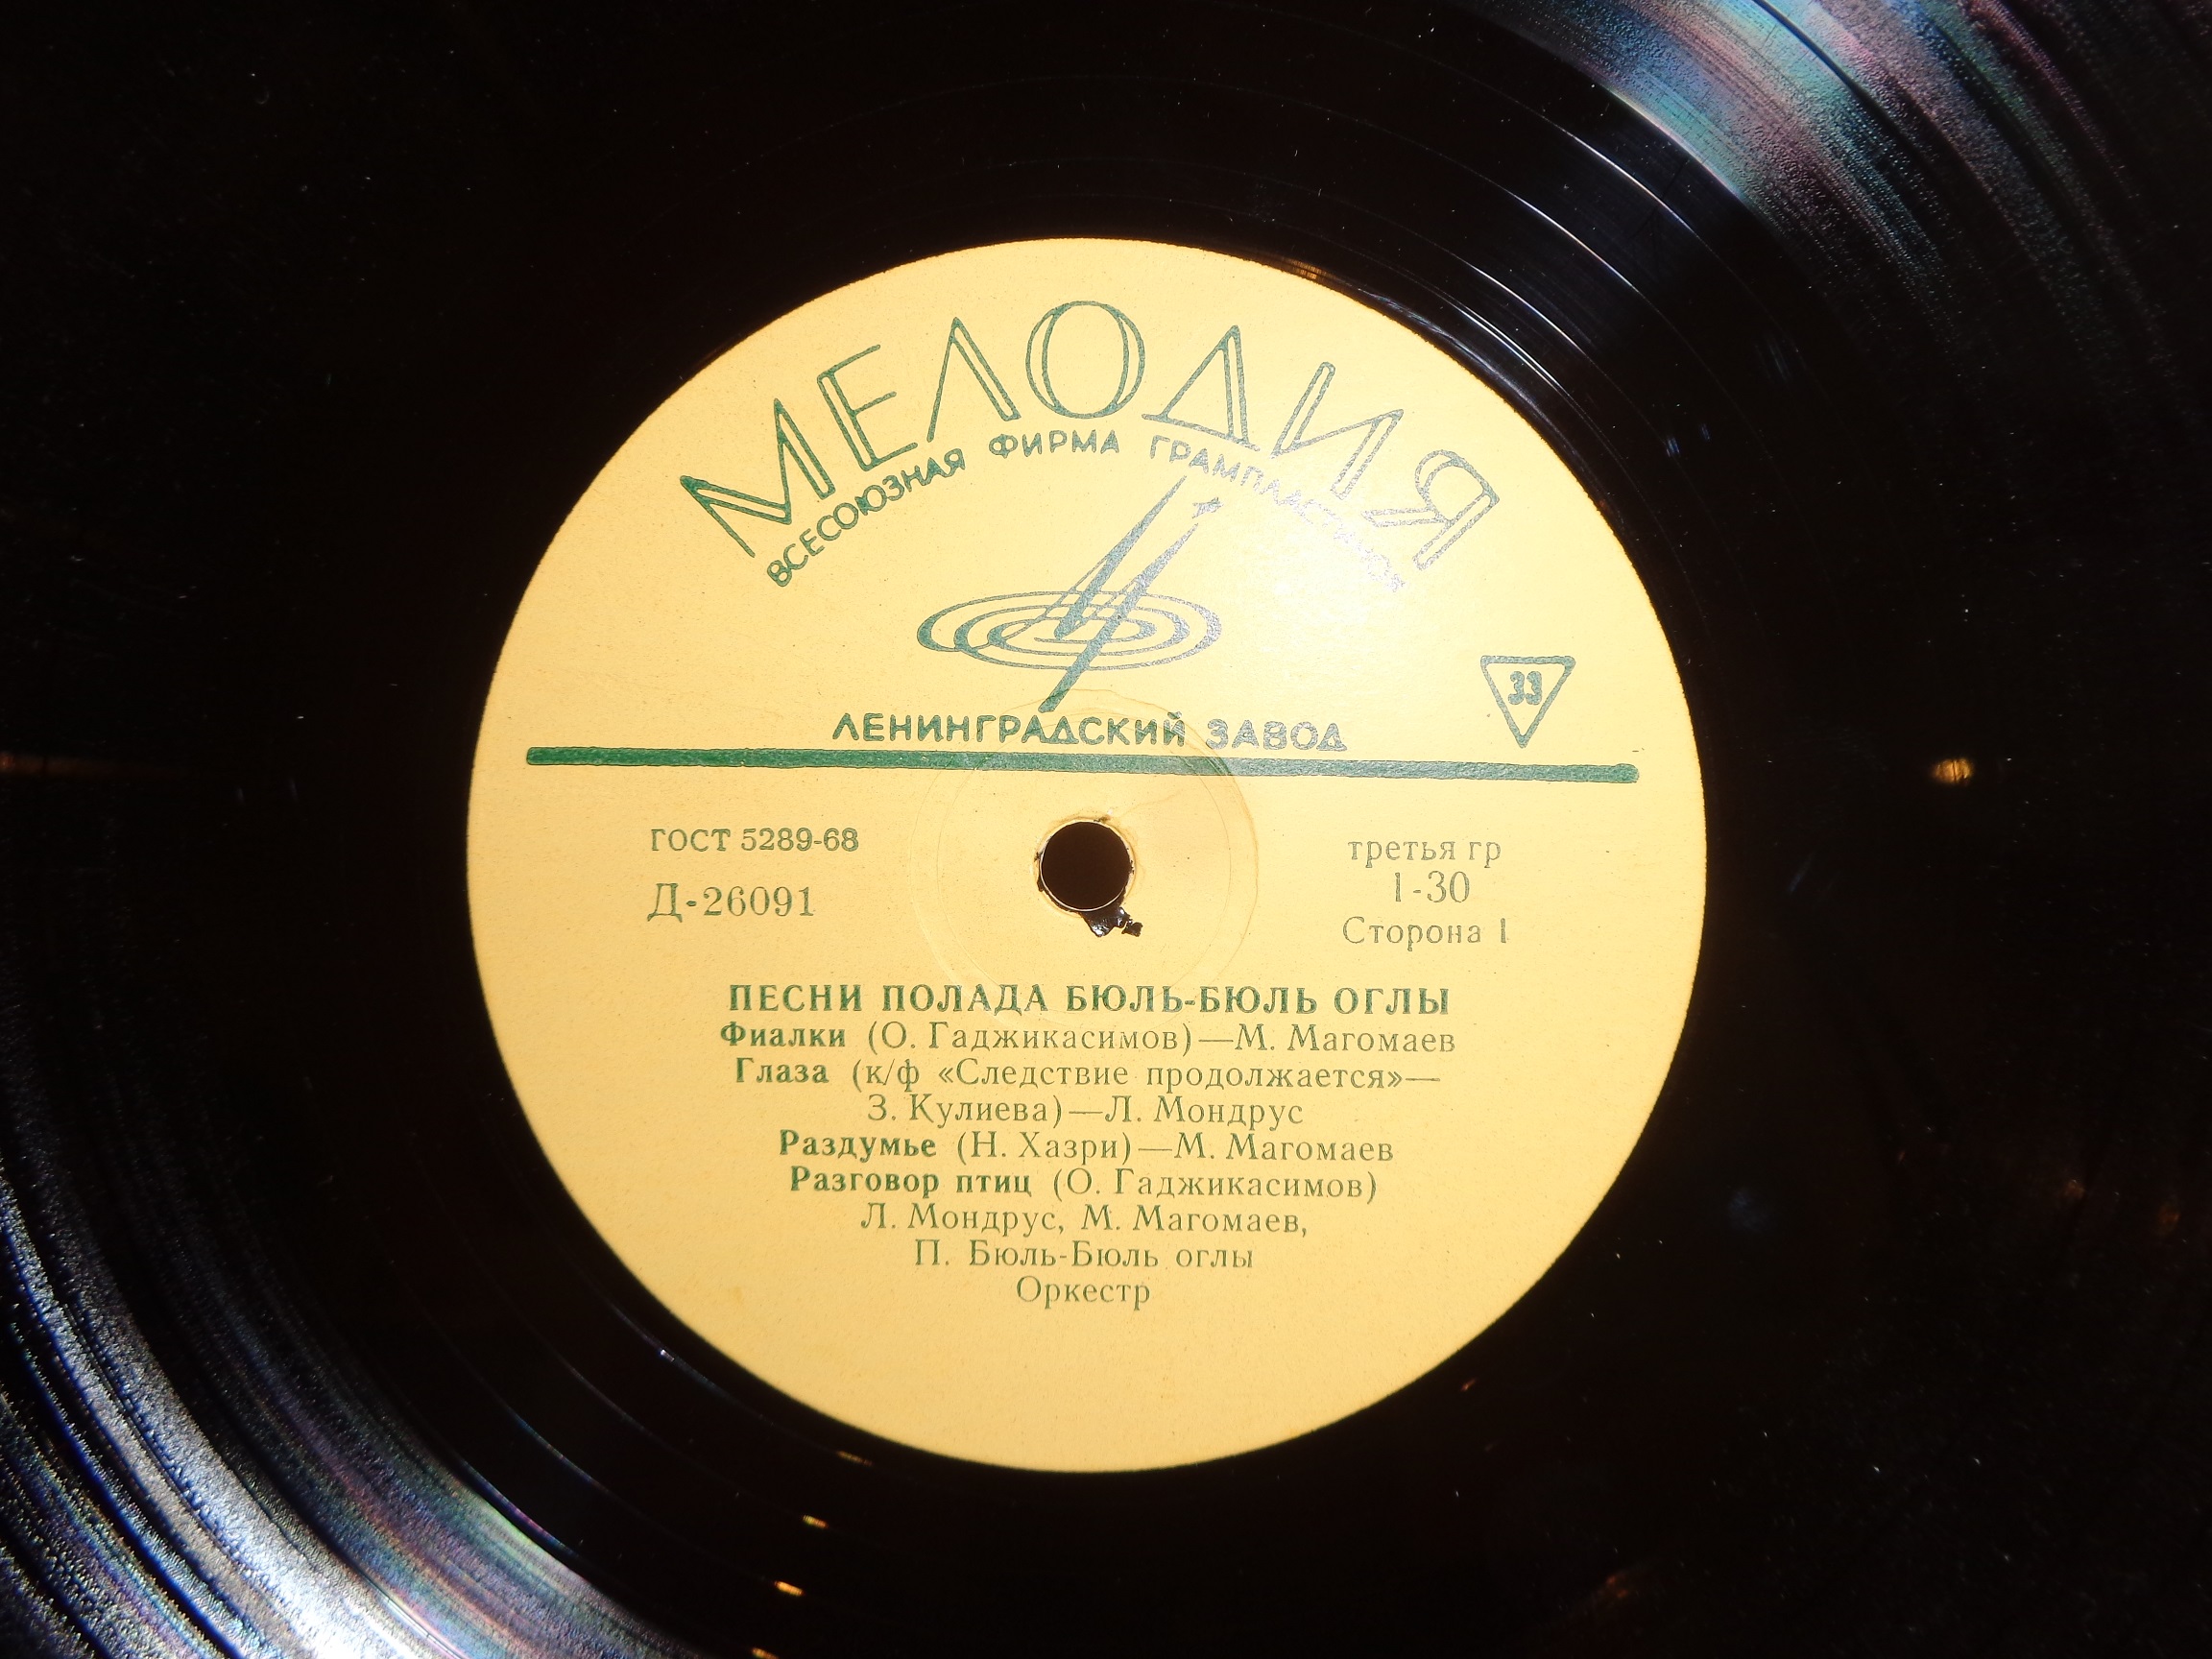 МЕЛОДИЯ
ВСЕСОЮЗНАЯ ФИРМА ГРАМПЛАСТИНОК
ЛЕНИНГРАДСКИЙ ЗАВОД
33
ГОСТ 5289-68
Д-26091
третья гр
1-30
Сторона 1
ПЕСНИ ПОЛАДА БЮЛЬ-БЮЛЬ ОГЛЫ
Фиалки (О. Гаджикасимов)—М. Магомаев
Глаза (к/ф «Следствие продолжается»—
З. Кулиева)—Л. Мондрус
Раздумье (Н. Хазри)—М. Магомаев
Разговор птиц (О. Гаджикасимов)
Л. Мондрус, М. Магомаев,
П. Бюль-Бюль оглы
Оркестр